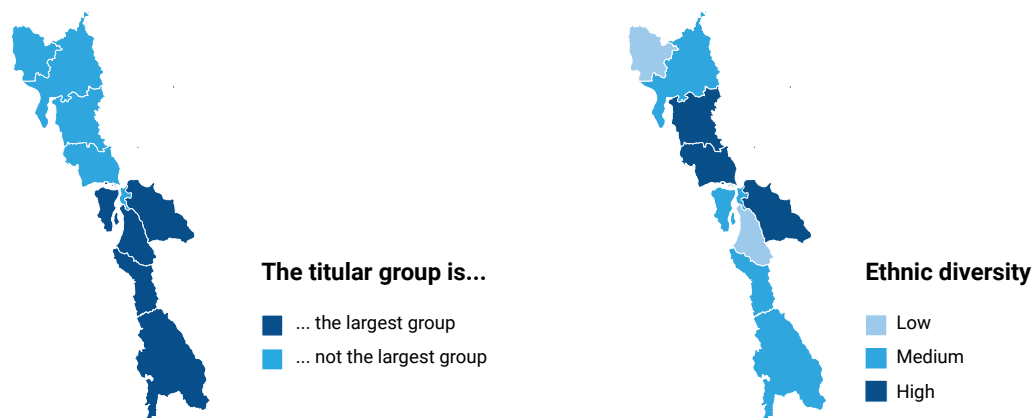 The titular group is...
... the largest group
... not the largest group
Ethnic diversity
Low
Medium
High